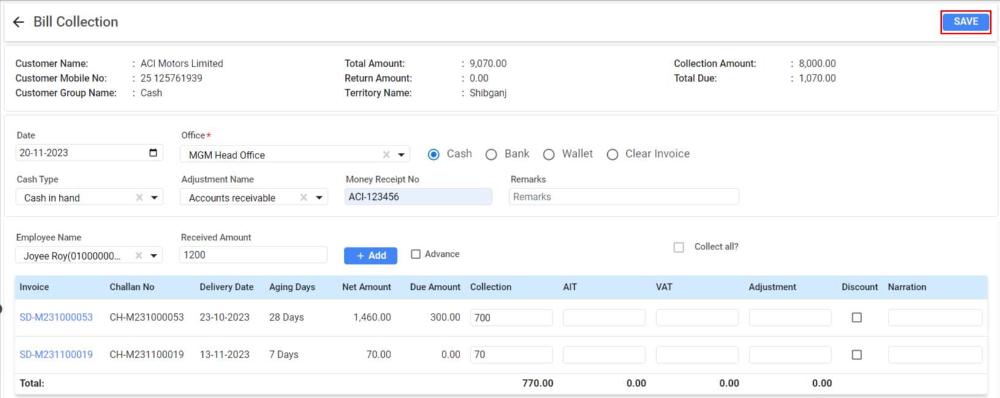 Bill Collection
SAVE
Customer Name: : ACI Motors Limited Total Amount: : 9,070.00 Collection Amount: : 8,000.00
Customer Mobile No: : 25 125761939 Return Amount: : 0.00 Total Due: : 1,070.00
Customer Group Name: : Cash Territory Name: : Shibganj
Date Office*
20-11-2023 MGM Head Office Cash Bank Wallet Clear Invoice
Cash Type Adjustment Name Money Receipt No Remarks
Cash in hand Accounts receivable ACI-123456 Remarks
Employee Name Received Amount
Joyee Roy(01000000... 1200 + Add Advance Collect all?
Invoice Challan No Delivery Date Aging Days Net Amount Due Amount Collection AIT VAT Adjustment Discount Narration
SD-M231000053 CH-M231000053 23-10-2023 28 Days 1,460.00 300.00 700
SD-M231100019 CH-M231100019 13-11-2023 7 Days 70.00 0.00 70
Total: 770.00 0.00 0.00 0.00